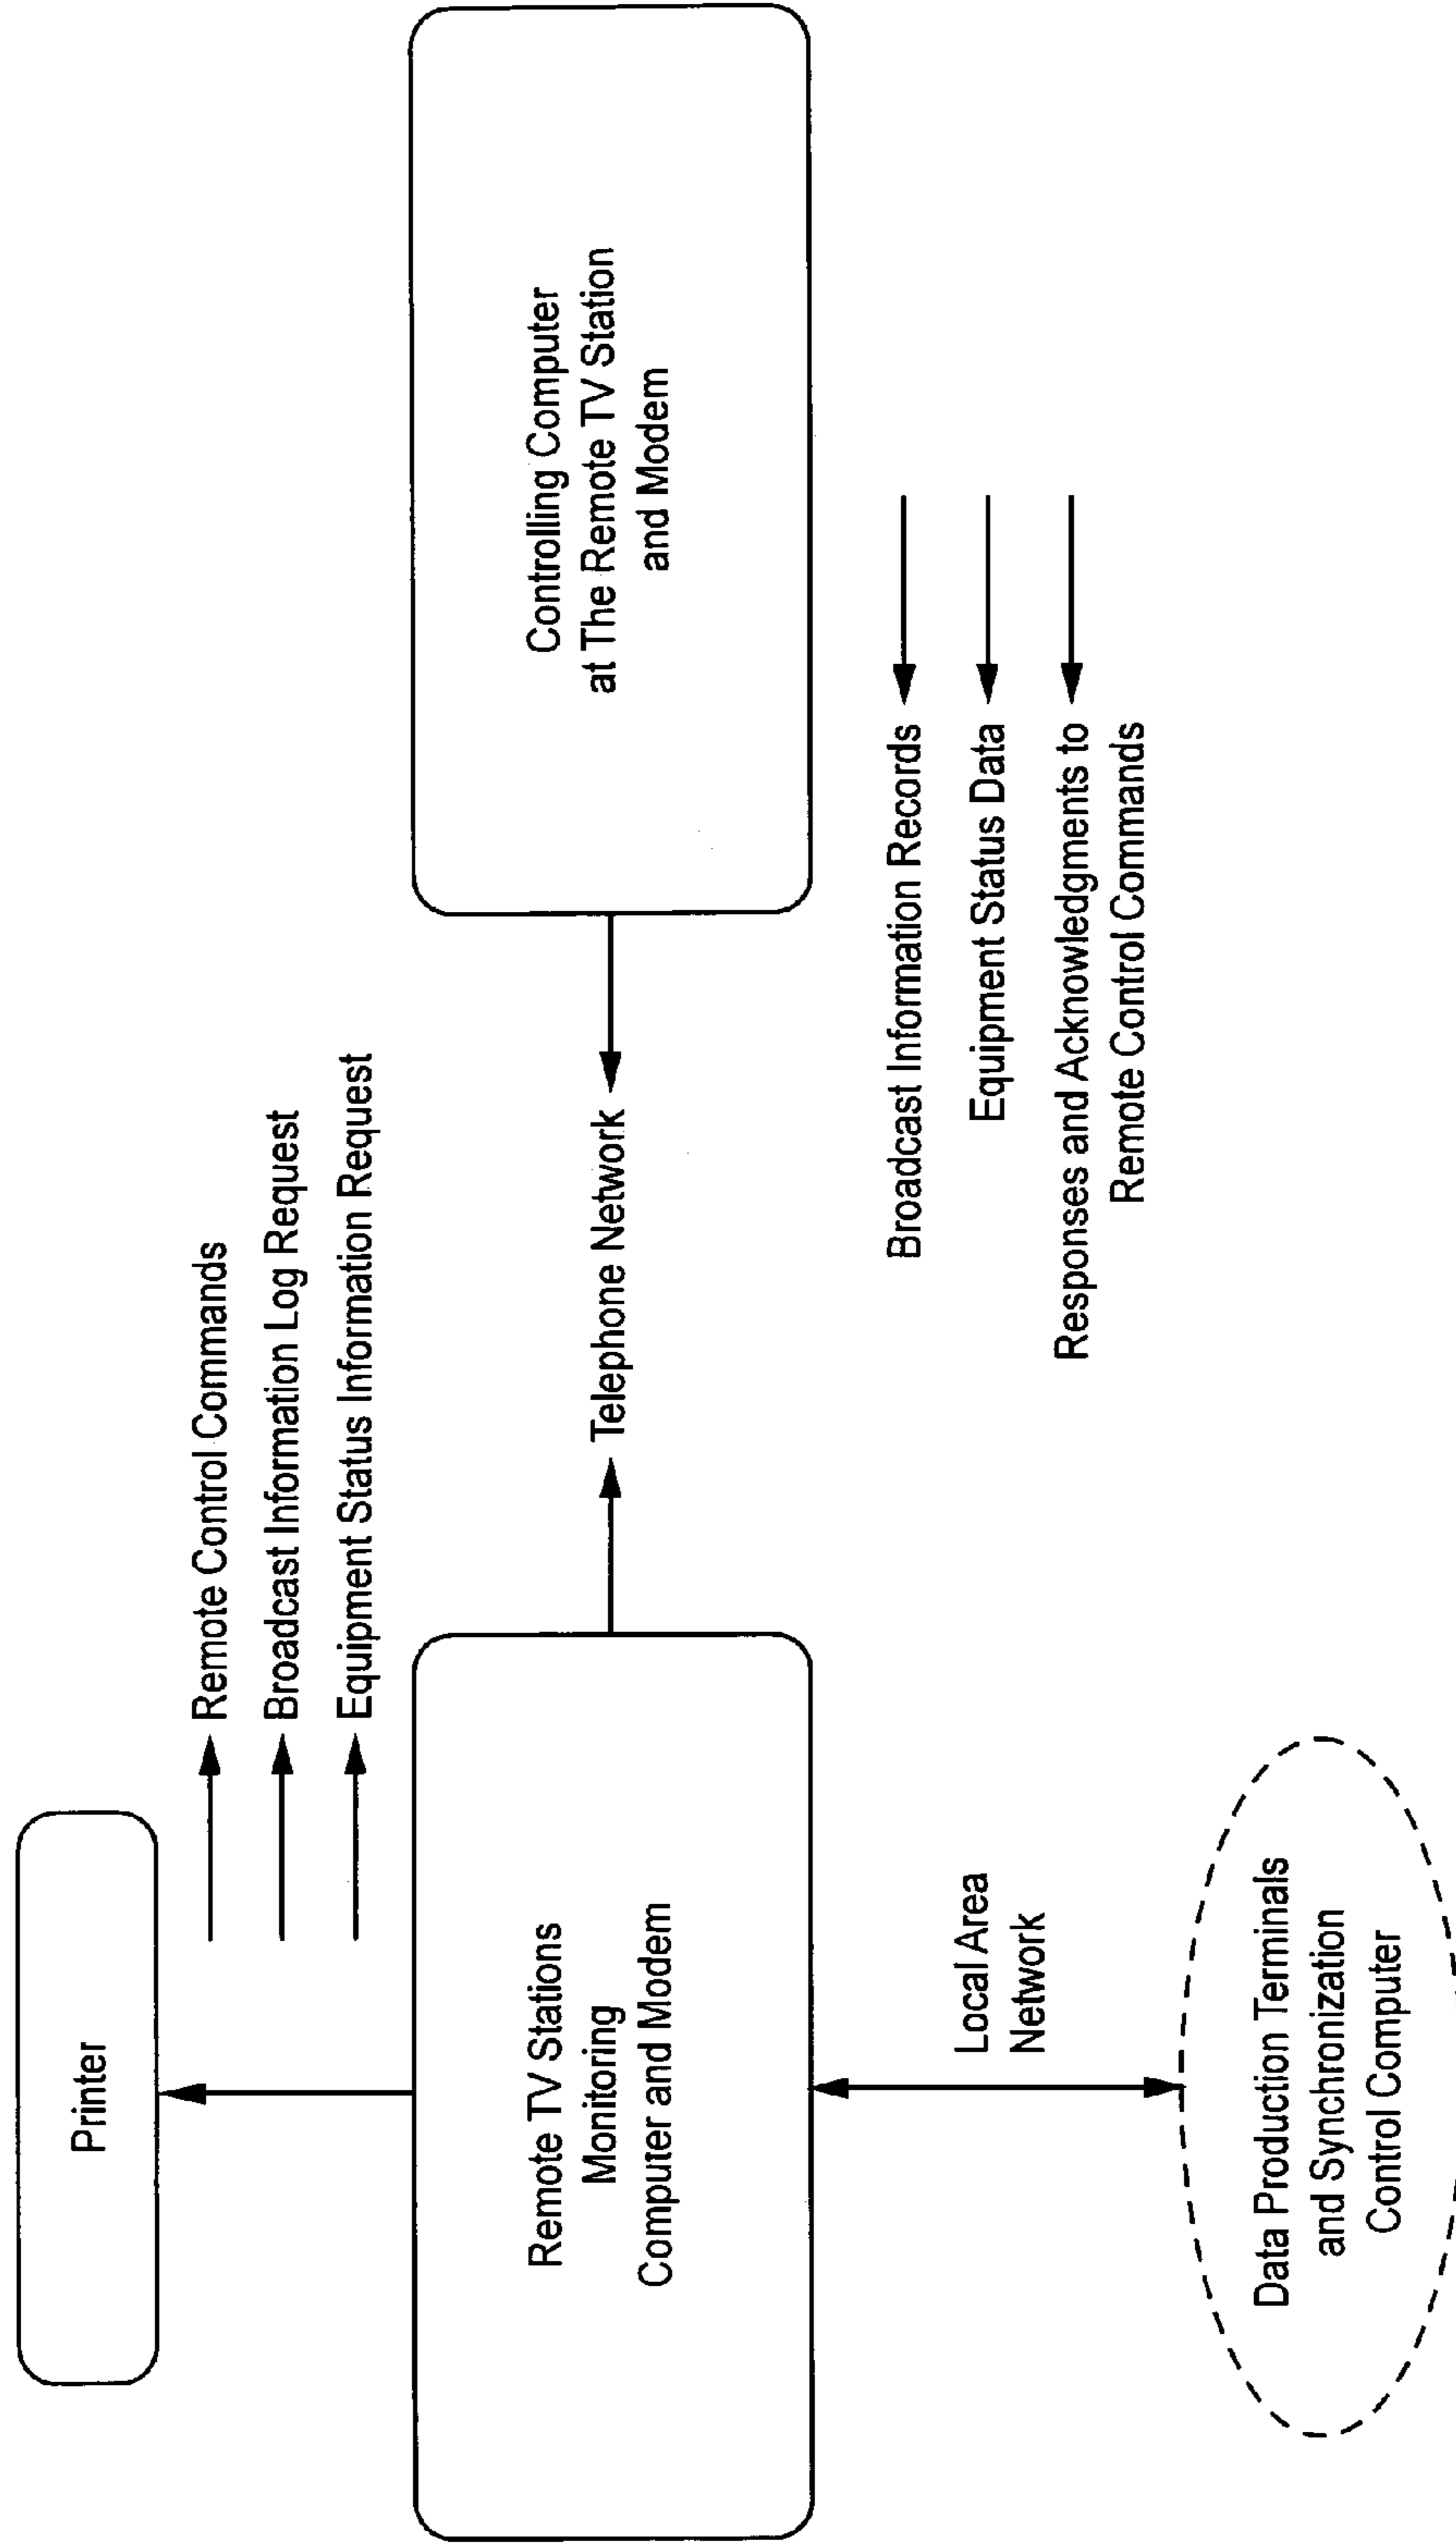 Printer
Remote Control Commands
Broadcast Information Log Request
Equipment Status Information Request
Remote TV Stations
Monitoring
Computer and Modem
Telephone Network
Controlling Computer
at The Remote TV Station
and Modem
Local Area
Network
Broadcast Information Records
Equipment Status Data
Responses and Acknowledgments to
Remote Control Commands
Data Production Terminals
and Synchronization
Control Computer